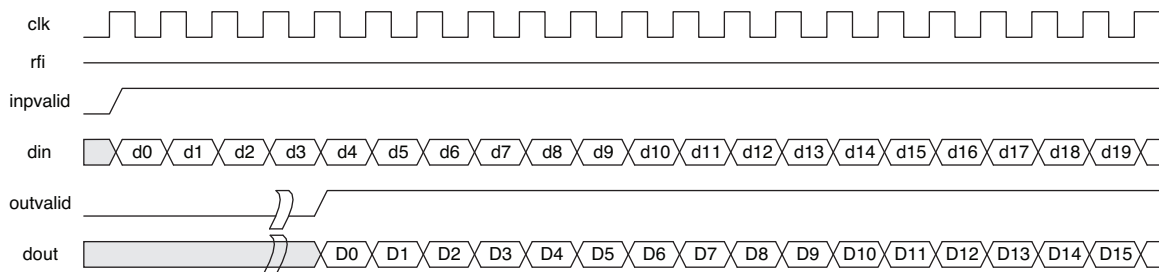 clk
rfi
inpvalid
din d0 d1 d2 d3 d4 d5 d6 d7 d8 d9 d10 d11 d12 d13 d14 d15 d16 d17 d18 d19
outvalid
dout D0 D1 D2 D3 D4 D5 D6 D7 D8 D9 D10 D11 D12 D13 D14 D15